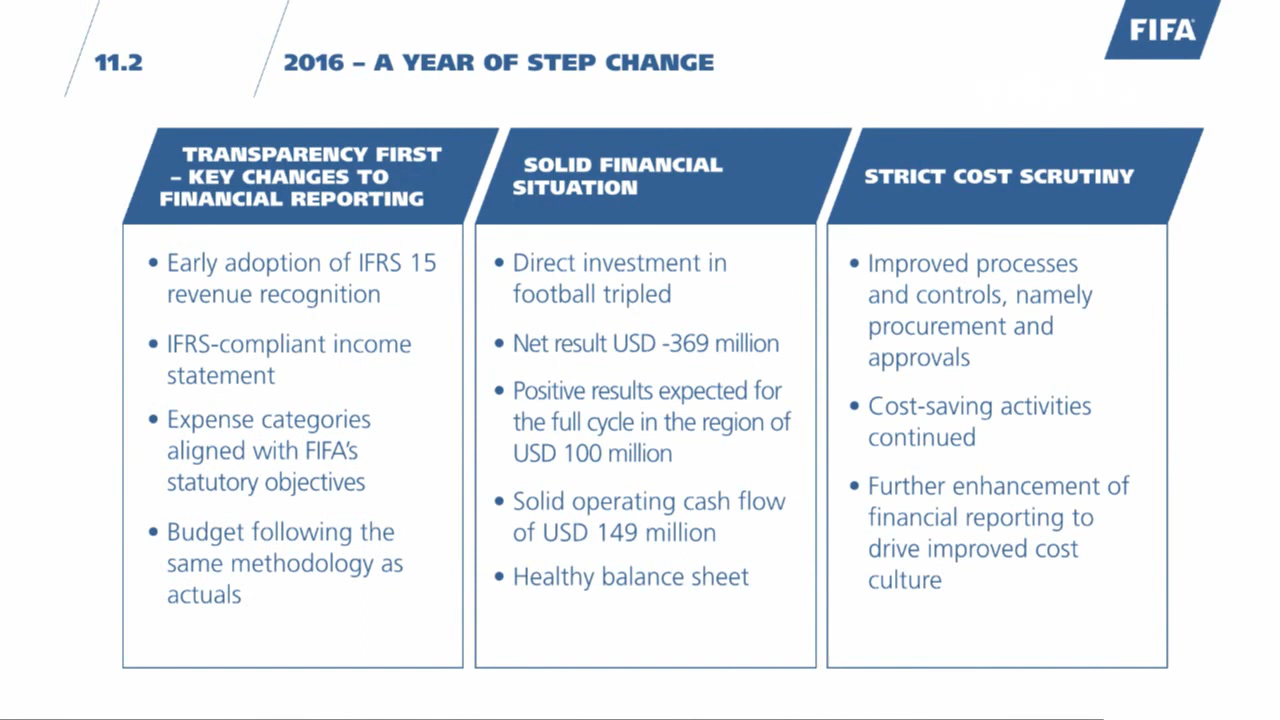 11.2
2016 – A YEAR OF STEP CHANGE
FIFA
TRANSPARENCY FIRST
– KEY CHANGES TO
FINANCIAL REPORTING
• Early adoption of IFRS 15
revenue recognition
• IFRS-compliant income
statement
• Expense categories
aligned with FIFA’s
statutory objectives
• Budget following the
same methodology as
actuals
SOLID FINANCIAL
SITUATION
• Direct investment in
football tripled
• Net result USD -369 million
• Positive results expected for
the full cycle in the region of
USD 100 million
• Solid operating cash flow
of USD 149 million
• Healthy balance sheet
STRICT COST SCRUTINY
• Improved processes
and controls, namely
procurement and
approvals
• Cost-saving activities
continued
• Further enhancement of
financial reporting to
drive improved cost
culture